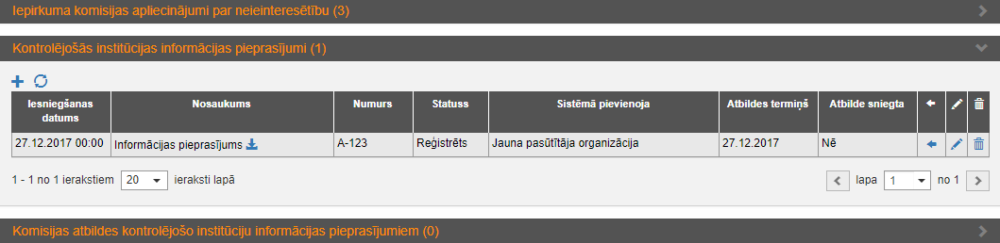 Iepirkuma komisijas apliecinājumi par neieinteresētību (3)
Kontrolējošās institūcijas informācijas pieprasījumi (1)
Iesniegšanas datums Nosaukums Numurs Statuss Sistēmā pievienoja Atbildes termiņš Atbilde sniegta
27.12.2017 00:00 Informācijas pieprasījums A-123 Reģistrēts Jauna pasūtītāja organizācija 27.12.2017 Nē
1 - 1 no 1 ierakstiem 20 ieraksti lapā lapa 1 no 1
Komisijas atbildes kontrolējošo institūciju informācijas pieprasījumiem (0)